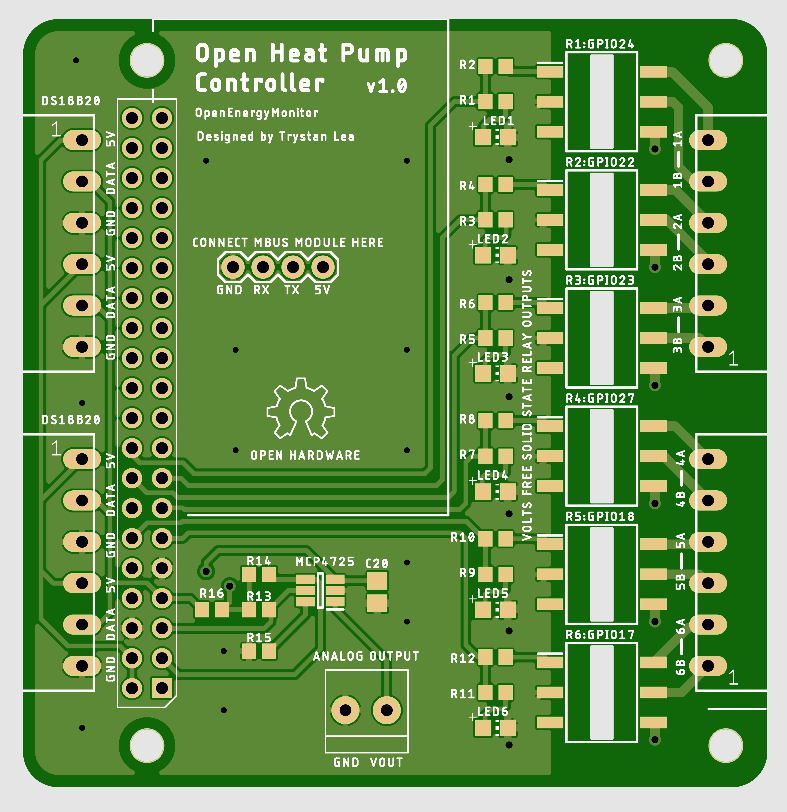 Open Heat Pump
Controller v1.0
OpenEnergyMonitor
Designed by Trystan Lea
DS18B20
1
5V
DATA
GND
5V
DATA
GND
DS18B20
1
5V
DATA
GND
5V
DATA
GND
CONNECT MBUS MODULE HERE
GND RX TX 5V
OPEN HARDWARE
R14
MCP4725
C20
R16
R13
R15
ANALOG OUTPUT
GND VOUT
R2
R1
+
LED1
R4
R3
+
LED2
R6
R5
+
LED3
R8
R7
+
LED4
R10
R9
+
LED5
R12
R11
+
LED6
VOLTS FREE SOLID STATE RELAY OUTPUTS
R1:GPIO24
R2:GPIO22
R3:GPIO23
R4:GPIO27
R5:GPIO18
R6:GPIO17
1B—1A
2B—2A
3B—3A
1
4B—4A
5B—5A
6B—6A
1